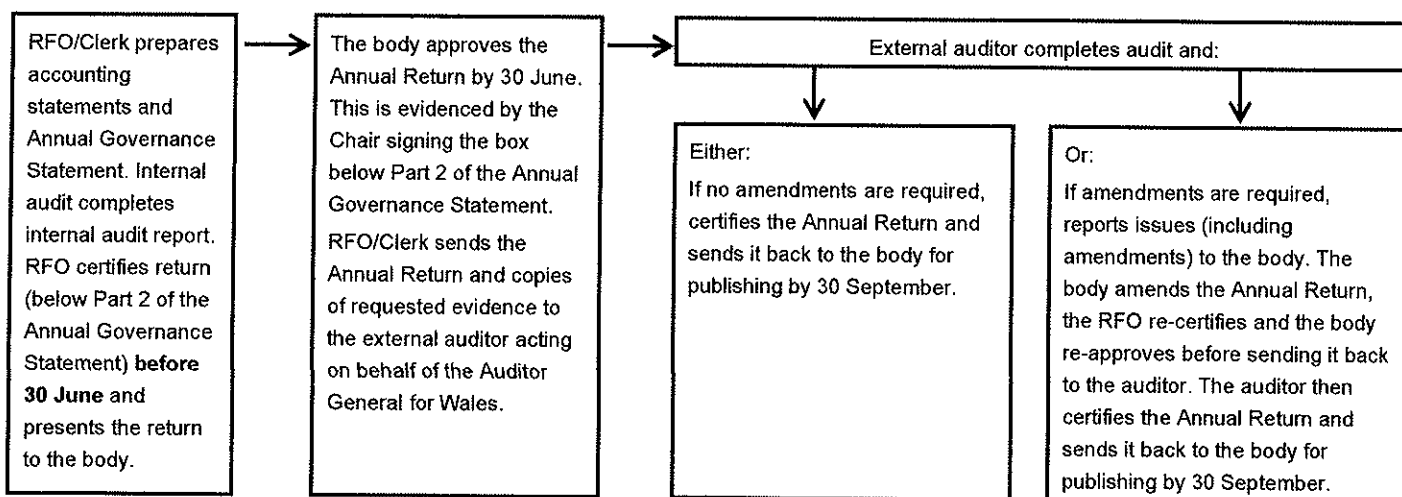 RFO/Clerk prepares
accounting
statements and
Annual Governance
Statement. Internal
audit completes
internal audit report.
RFO certifies return
(below Part 2 of the
Annual Governance
Statement) before
30 June and
presents the return
to the body.
The body approves the
Annual Return by 30 June.
This is evidenced by the
Chair signing the box
below Part 2 of the Annual
Governance Statement.
RFO/Clerk sends the
Annual Return and copies
of requested evidence to
the external auditor acting
on behalf of the Auditor
General for Wales.
External auditor completes audit and:
Either:
If no amendments are required,
certifies the Annual Return and
sends it back to the body for
publishing by 30 September.
Or:
If amendments are required,
reports issues (including
amendments) to the body. The
body amends the Annual Return,
the RFO re-certifies and the body
re-approves before sending it back
to the auditor. The auditor then
certifies the Annual Return and
sends it back to the body for
publishing by 30 September.